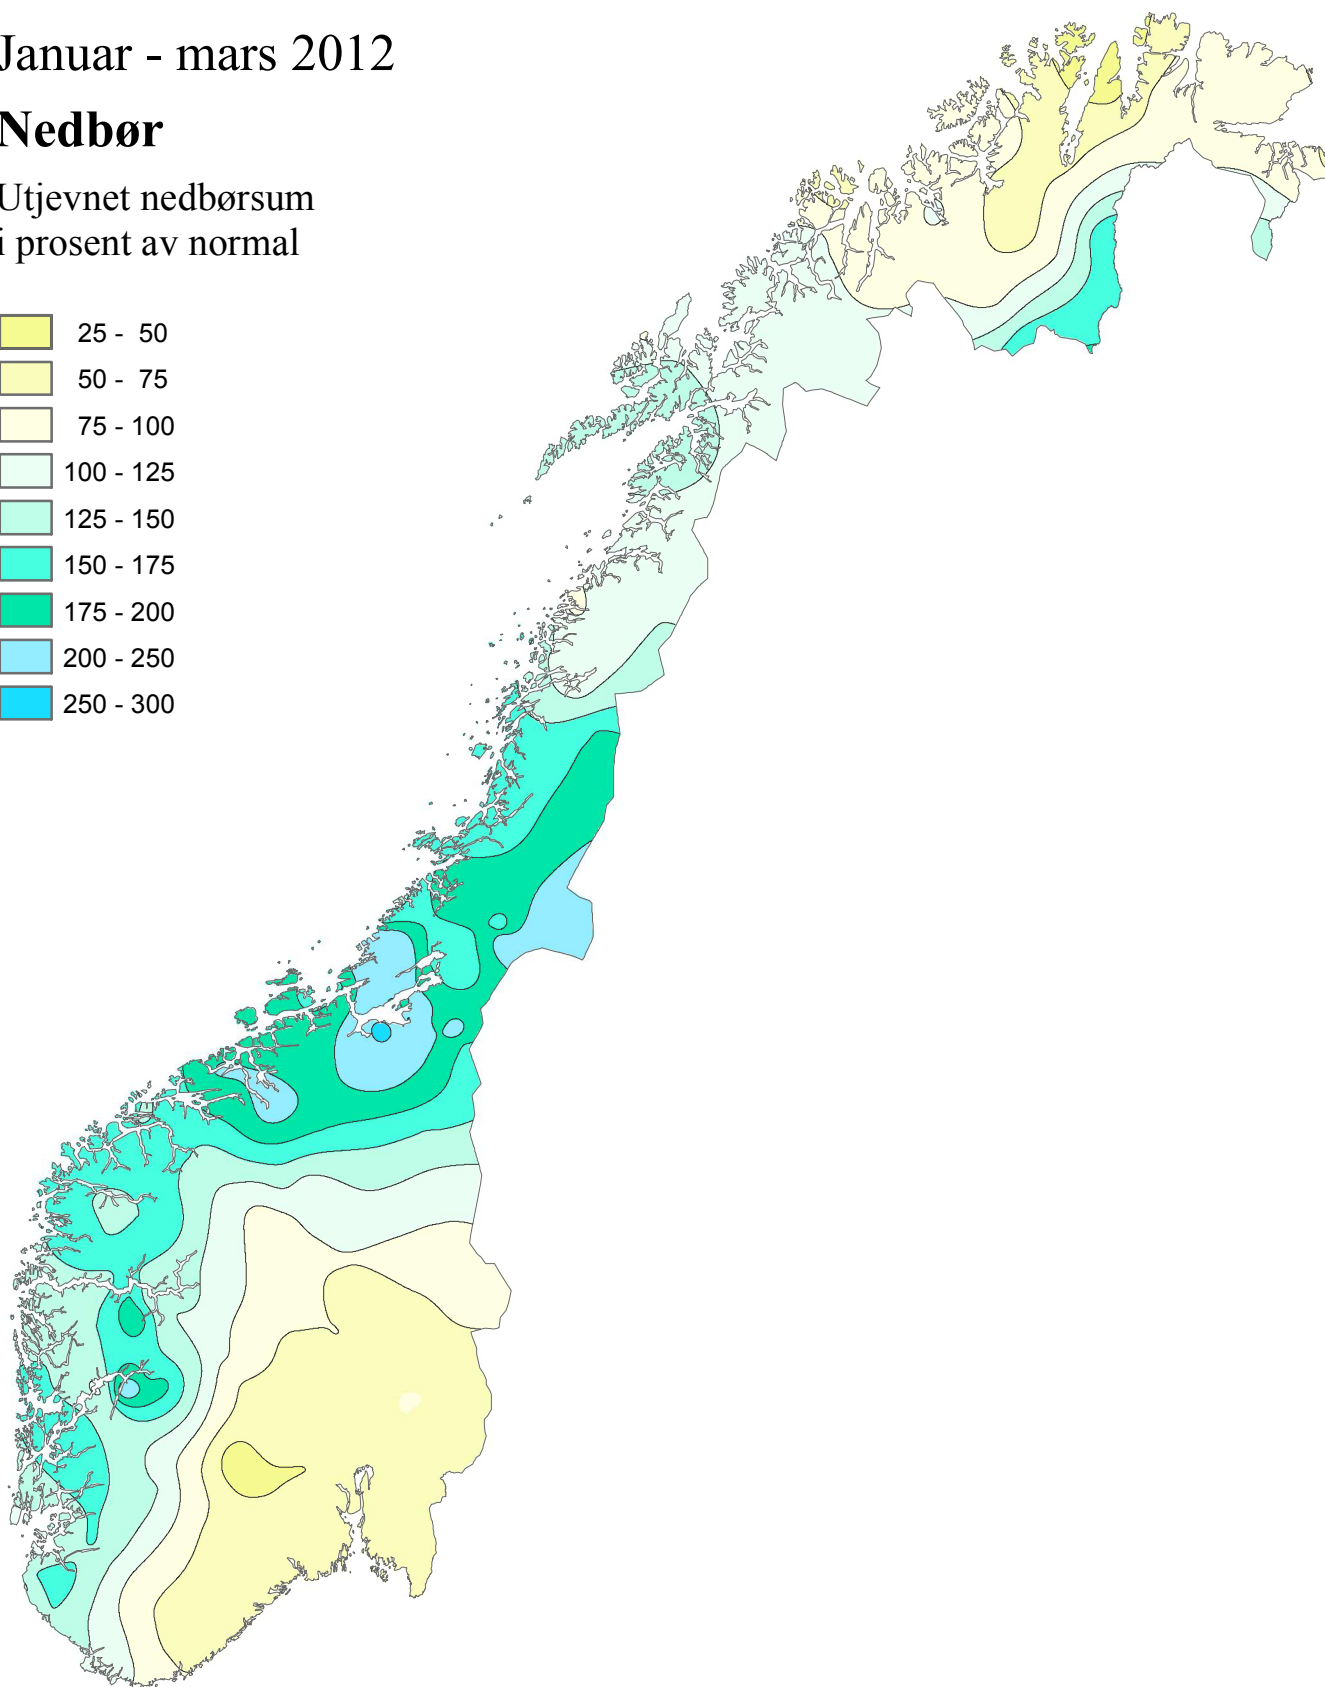 Januar - mars 2012
Nedbør
Utjevnet nedbørsum
i prosent av normal
25 - 50
50 - 75
75 - 100
100 - 125
125 - 150
150 - 175
175 - 200
200 - 250
250 - 300